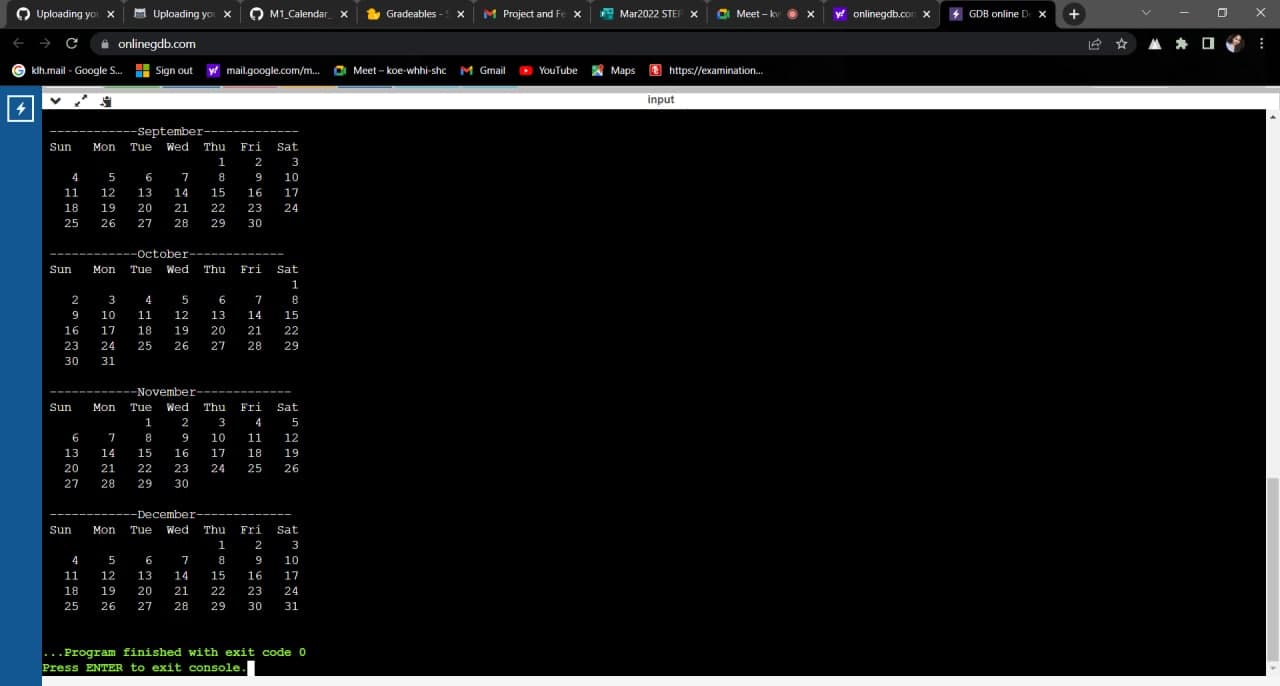 Uploading yo
Uploading yo
M1_Calendar_
Gradeables - S
Project and Fe
Mar2022 STEP
Meet – kw
onlinegdb.com
GDB online De
onlinegdb.com
klh.mail - Google S...
Sign out
mail.google.com/m...
Meet – koe-whhi-shc
Gmail
YouTube
Maps
https://examination...
input
------------September-------------
Sun Mon Tue Wed Thu Fri Sat
1 2 3
4 5 6 7 8 9 10
11 12 13 14 15 16 17
18 19 20 21 22 23 24
25 26 27 28 29 30
------------October-------------
Sun Mon Tue Wed Thu Fri Sat
1
2 3 4 5 6 7 8
9 10 11 12 13 14 15
16 17 18 19 20 21 22
23 24 25 26 27 28 29
30 31
------------November-------------
Sun Mon Tue Wed Thu Fri Sat
1 2 3 4 5
6 7 8 9 10 11 12
13 14 15 16 17 18 19
20 21 22 23 24 25 26
27 28 29 30
------------December-------------
Sun Mon Tue Wed Thu Fri Sat
1 2 3
4 5 6 7 8 9 10
11 12 13 14 15 16 17
18 19 20 21 22 23 24
25 26 27 28 29 30 31
...Program finished with exit code 0
Press ENTER to exit console.